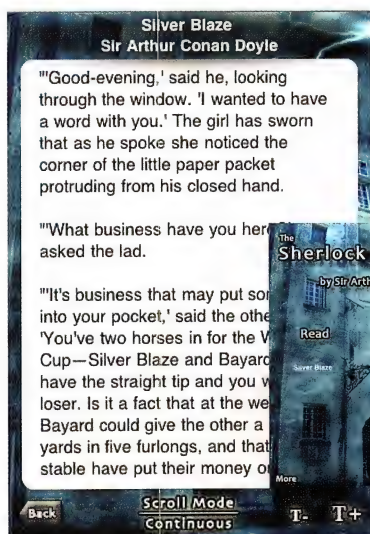 Silver Blaze
Sir Arthur Conan Doyle
"'Good-evening,' said he, looking
through the window. 'I wanted to have
a word with you.' The girl has sworn
that as he spoke she noticed the
corner of the little paper packet
protruding from his closed hand.
"'What business have you here
asked the lad.
"'It's business that may put
into your pocket,' said the
'You've two horses in for the
Cup—Silver Blaze and Bayard
have the straight tip and you
loser. Is it a fact that at the
Bayard could give the other a
yards in five furlongs, and that
stable have put their money
Back
Scroll Mode
Continuous
T-
T+
The
Sherlock
by Sir
Read
Silver Blaze
More